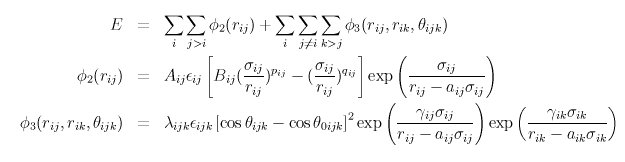 E = ∑_i ∑_{j>i} ϕ_2(r_{ij}) + ∑_i ∑_{j≠i} ∑_{k>j} ϕ_3(r_{ij}, r_{ik}, θ_{ijk})
ϕ_2(r_{ij}) = A_{ij} ϵ_{ij} [ B_{ij} (σ_{ij}/r_{ij})^{p_{ij}} − (σ_{ij}/r_{ij})^{q_{ij}} ] exp ( σ_{ij} / (r_{ij} − a_{ij} σ_{ij}) )
ϕ_3(r_{ij}, r_{ik}, θ_{ijk}) = λ_{ijk} ϵ_{ijk} [cos θ_{ijk} − cos θ_{0ijk}]^2 exp ( γ_{ij} σ_{ij} / (r_{ij} − a_{ij} σ_{ij}) ) exp ( γ_{ik} σ_{ik} / (r_{ik} − a_{ik} σ_{ik}) )